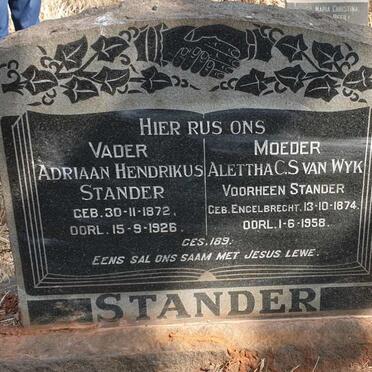 MARIA CHRISTINA
HIER RUS ONS
VADER
ADRIAAN HENDRIKUS
STANDER
GEB. 30-11-1872.
OORL. 15-9-1926.
MOEDER
ALETTHA C.S VAN WYK
VOORHEEN STANDER
GEB. ENGELBRECHT. 13-10-1874.
OORL. 1-6-1958.
GES. 189.
EENS SAL ONS SAAM MET JESUS LEWE.
STANDER